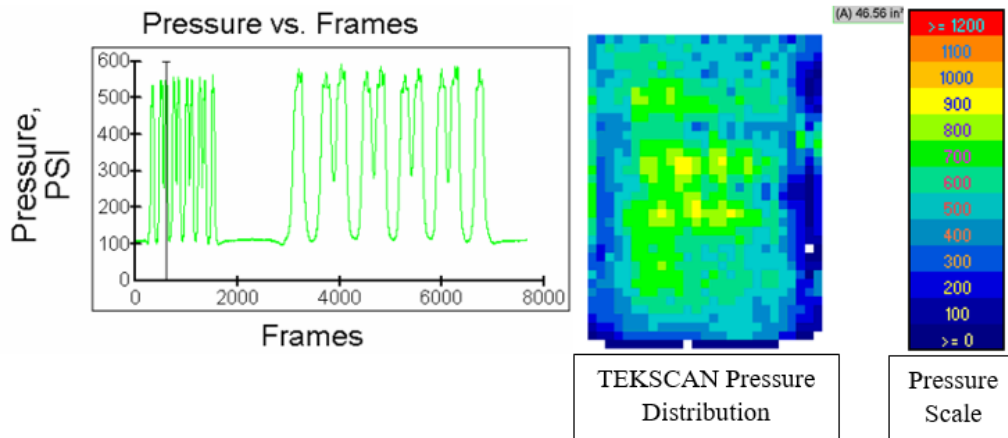 Pressure vs. Frames
Pressure,
PSI
600
500
400
300
200
100
0
0
2000
4000
6000
8000
Frames
(A) 46.56 in²
>= 1200
1100
1000
900
800
700
600
500
400
300
200
100
>= 0
TEKSCAN Pressure
Distribution
Pressure
Scale